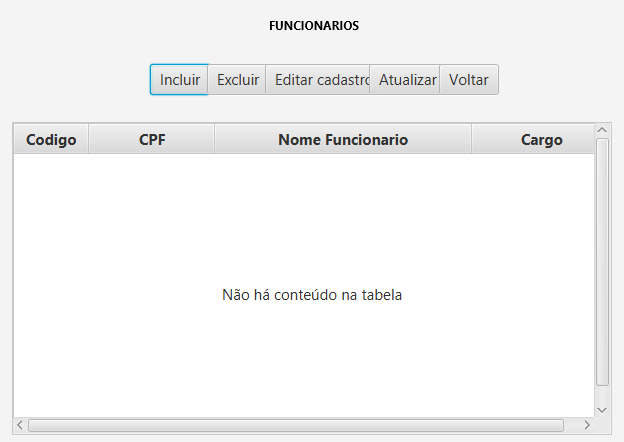 FUNCIONARIOS
Incluir Excluir Editar cadastro Atualizar Voltar
Codigo CPF Nome Funcionario Cargo
Não há conteúdo na tabela